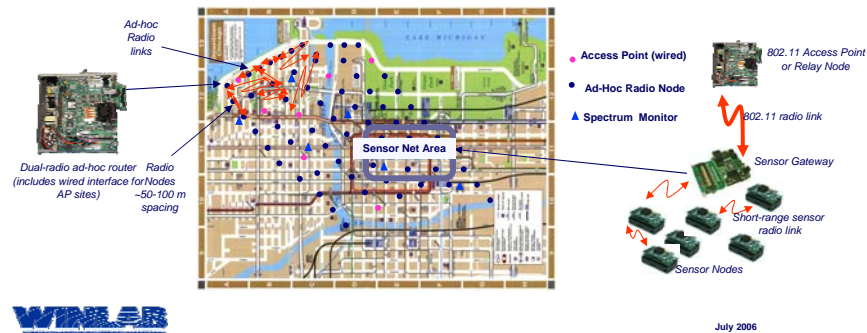 Ad-hoc
Radio
links
Dual-radio ad-hoc router
(includes wired interface for
AP sites)
Radio
Nodes
~50-100 m
spacing
LAKE MICHIGAN
Sensor Net Area
A B C D E F G H
Access Point (wired)
Ad-Hoc Radio Node
Spectrum Monitor
802.11 Access Point
or Relay Node
802.11 radio link
Sensor Gateway
Short-range sensor
radio link
Sensor Nodes
WINLAB
July 2006